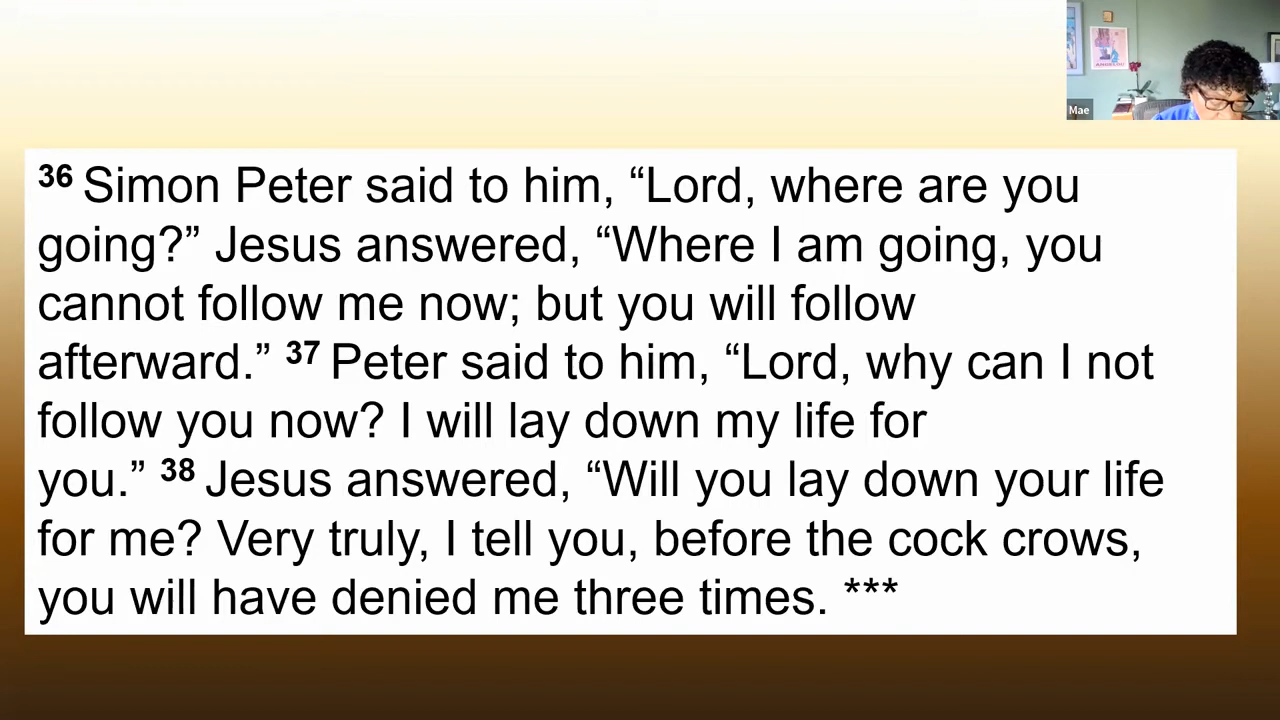 Mae
36 Simon Peter said to him, “Lord, where are you
going?” Jesus answered, “Where I am going, you
cannot follow me now; but you will follow
afterward.” 37 Peter said to him, “Lord, why can I not
follow you now? I will lay down my life for
you.” 38 Jesus answered, “Will you lay down your life
for me? Very truly, I tell you, before the cock crows,
you will have denied me three times. ***